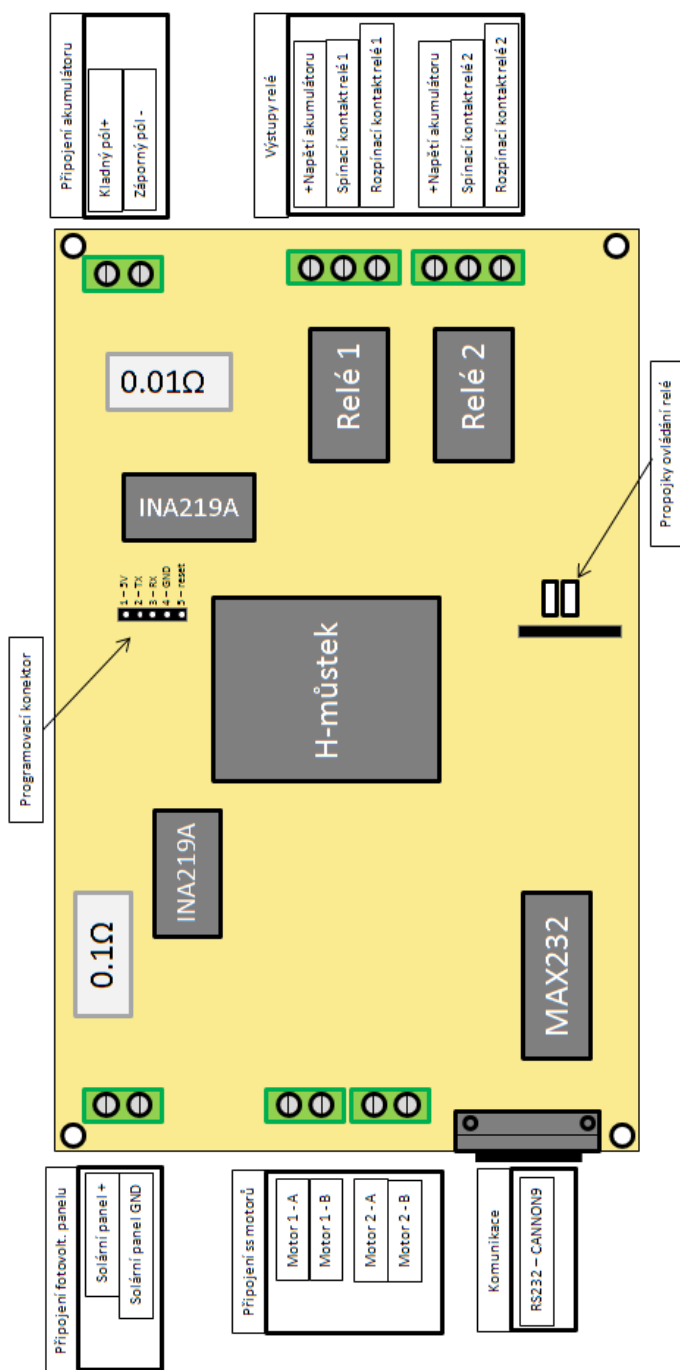 Připojení akumulátoru
Kladný pól+
Záporný pól -
Výstupy relé
+Napětí akumulátoru
Spínací kontakt relé 1
Rozpínací kontakt relé 1
+Napětí akumulátoru
Spínací kontakt relé 2
Rozpínací kontakt relé 2
0.01Ω
Relé 1
Relé 2
INA219A
1 – 5V
2 – TX
3 – RX
4 – GND
5 – reset
Programovací konektor
Propojky ovládání relé
H-můstek
INA219A
0.1Ω
MAX232
Připojení fotovolt. panelu
Solární panel +
Solární panel GND
Připojení ss motorů
Motor 1 - A
Motor 1 - B
Motor 2 - A
Motor 2 - B
Komunikace
RS232 – CANNON9